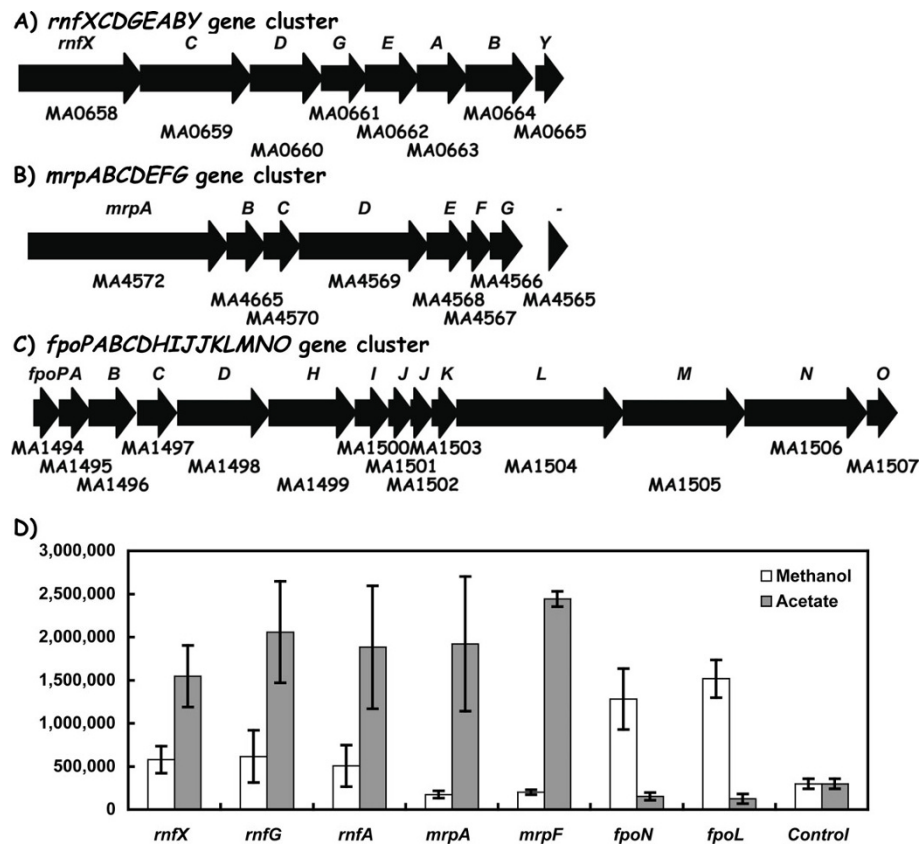 A) rnfXCDGEABY gene cluster
rnfX C D G E A B Y
MA0658 MA0661 MA0664
MA0659 MA0662 MA0665
MA0660 MA0663
B) mrpABCDEFG gene cluster
mrpA B C D E F G -
MA4572 MA4569 MA4566
MA4665 MA4568 MA4565
MA4570 MA4567
C) fpoPABCDHIJJKLMNO gene cluster
fpoP A B C D H I J J K L M N O
MA1494 MA1497 MA1500 MA1503 MA1506
MA1495 MA1498 MA1501 MA1504 MA1507
MA1496 MA1499 MA1502 MA1505
D)
3,000,000
2,500,000
2,000,000
1,500,000
1,000,000
500,000
0
Methanol
Acetate
rnfX rnfG rnfA mrpA mrpF fpoN fpoL Control